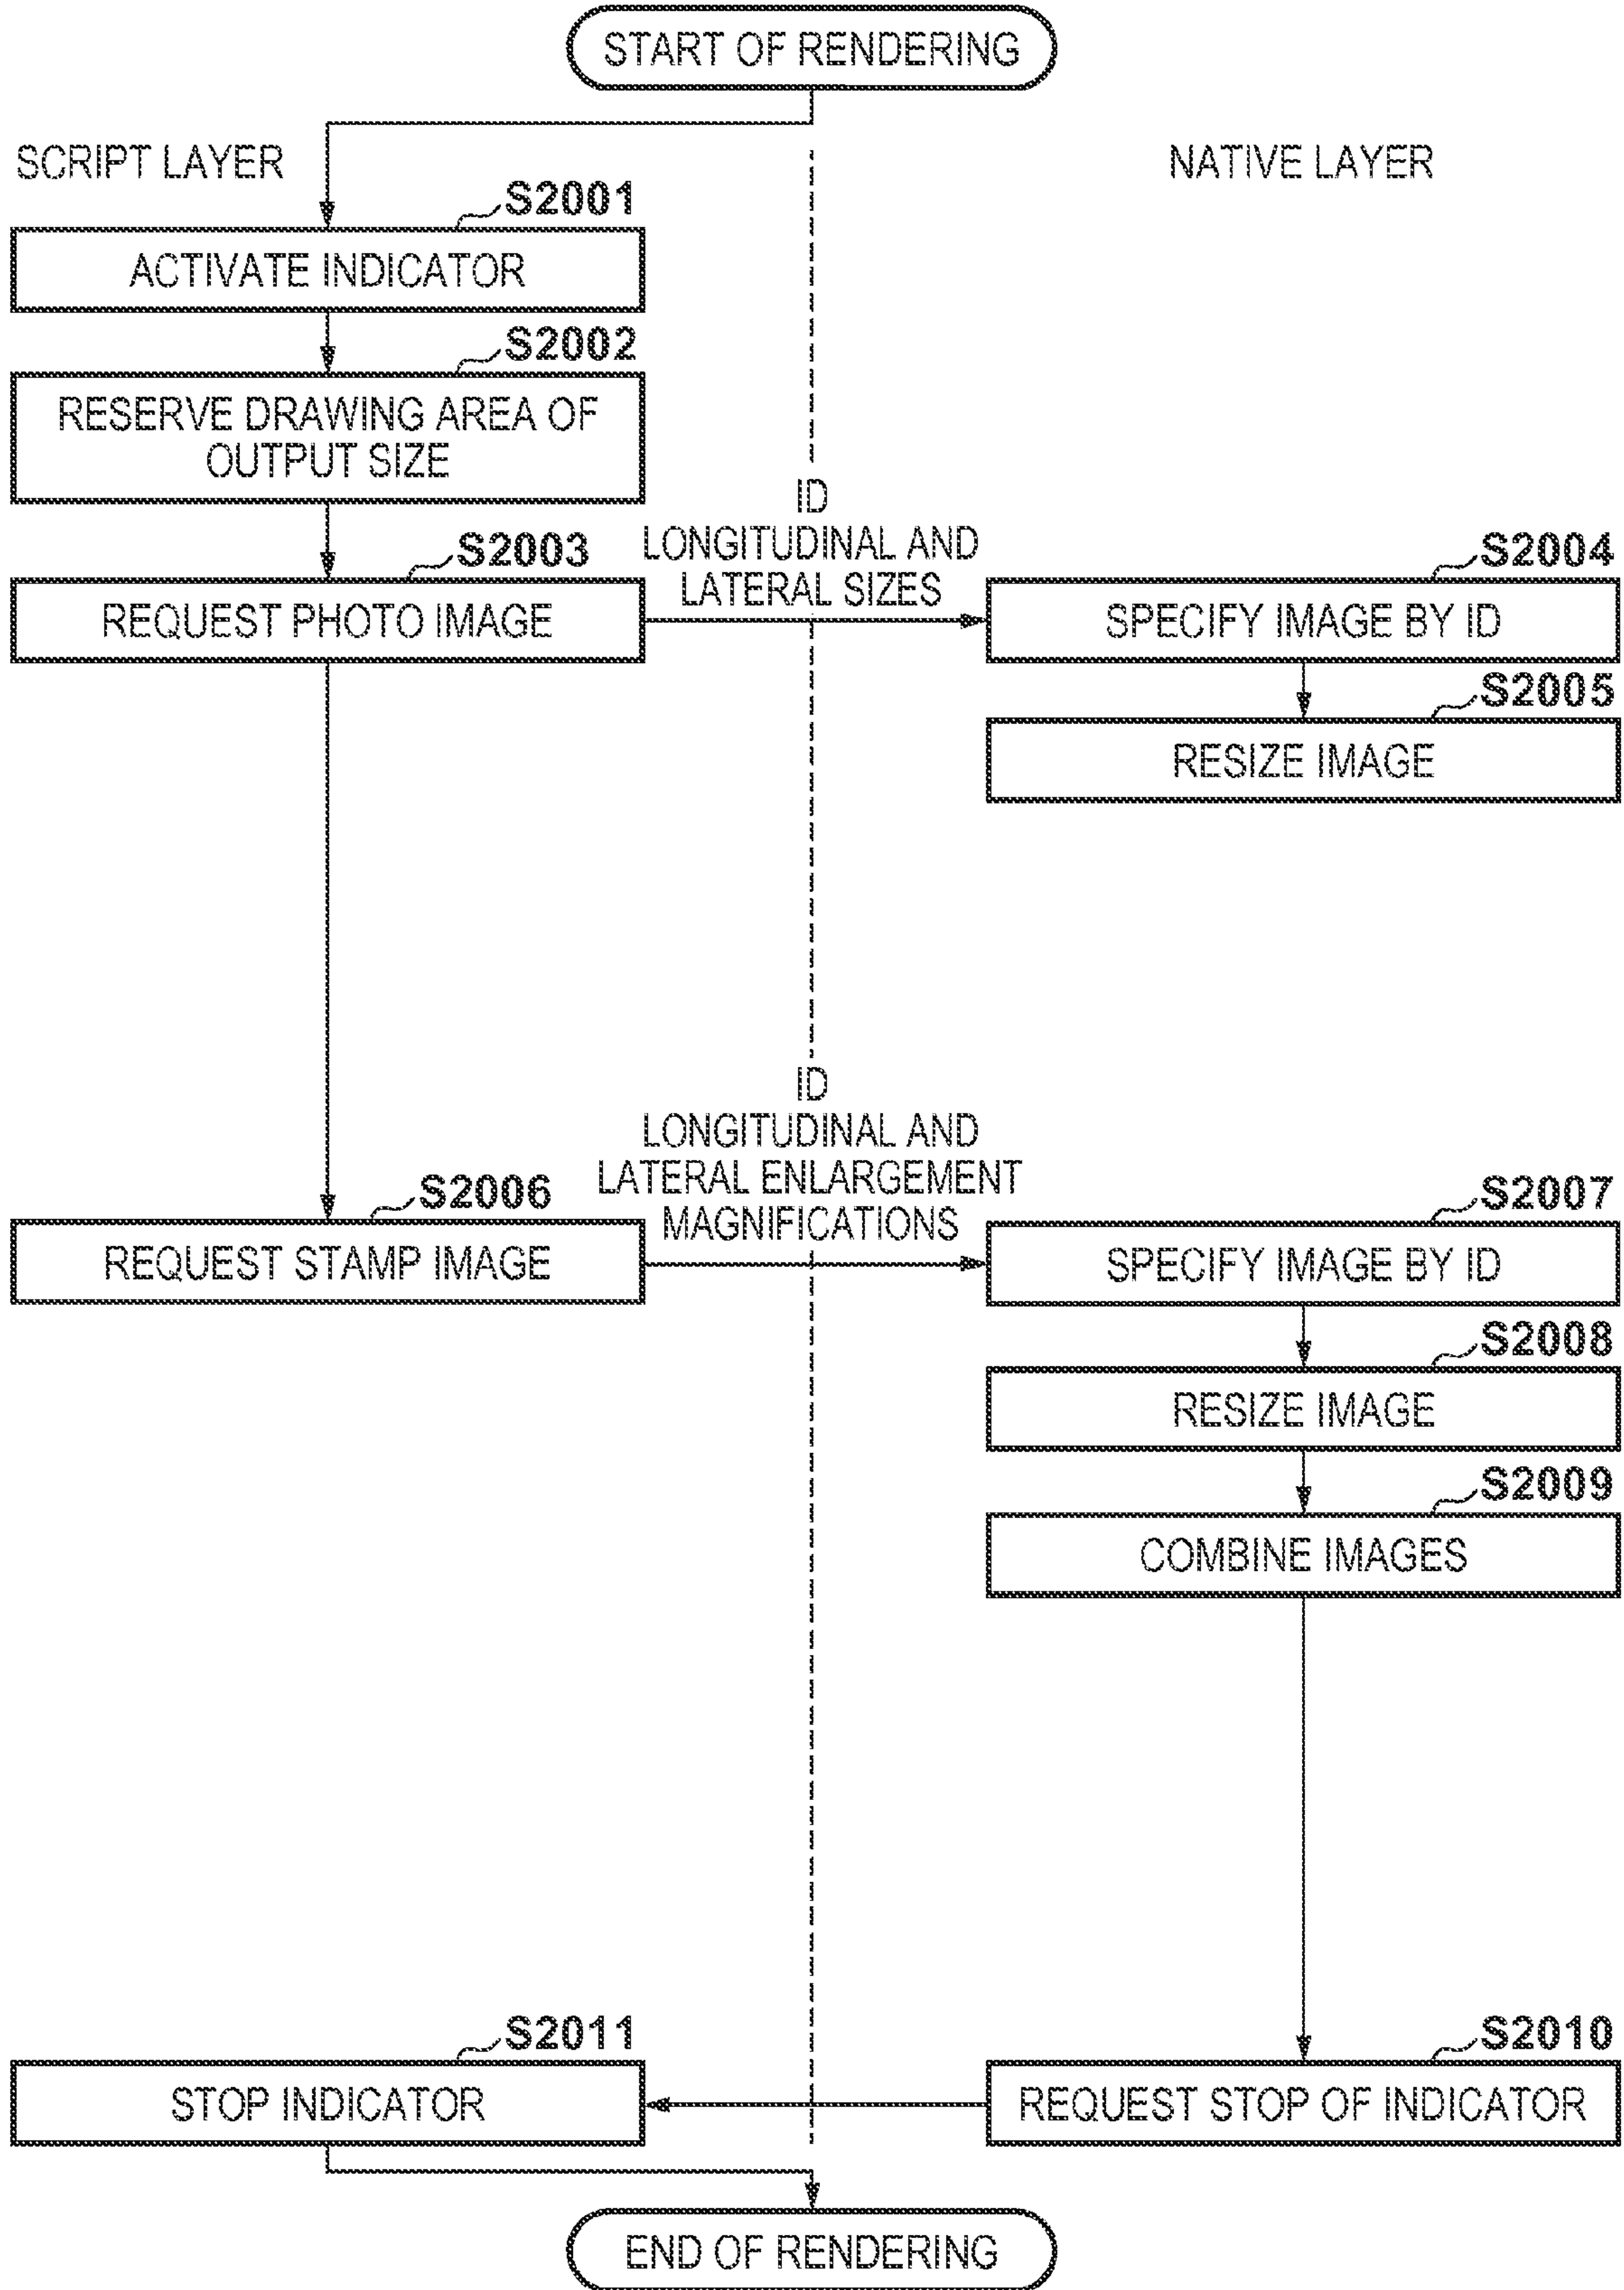 START OF RENDERING
SCRIPT LAYER
NATIVE LAYER
S2001
ACTIVATE INDICATOR
S2002
RESERVE DRAWING AREA OF
OUTPUT SIZE
ID
LONGITUDINAL AND
LATERAL SIZES
S2003
REQUEST PHOTO IMAGE
S2004
SPECIFY IMAGE BY ID
S2005
RESIZE IMAGE
ID
LONGITUDINAL AND
LATERAL ENLARGEMENT
MAGNIFICATIONS
S2006
REQUEST STAMP IMAGE
S2007
SPECIFY IMAGE BY ID
S2008
RESIZE IMAGE
S2009
COMBINE IMAGES
S2011
STOP INDICATOR
S2010
REQUEST STOP OF INDICATOR
END OF RENDERING